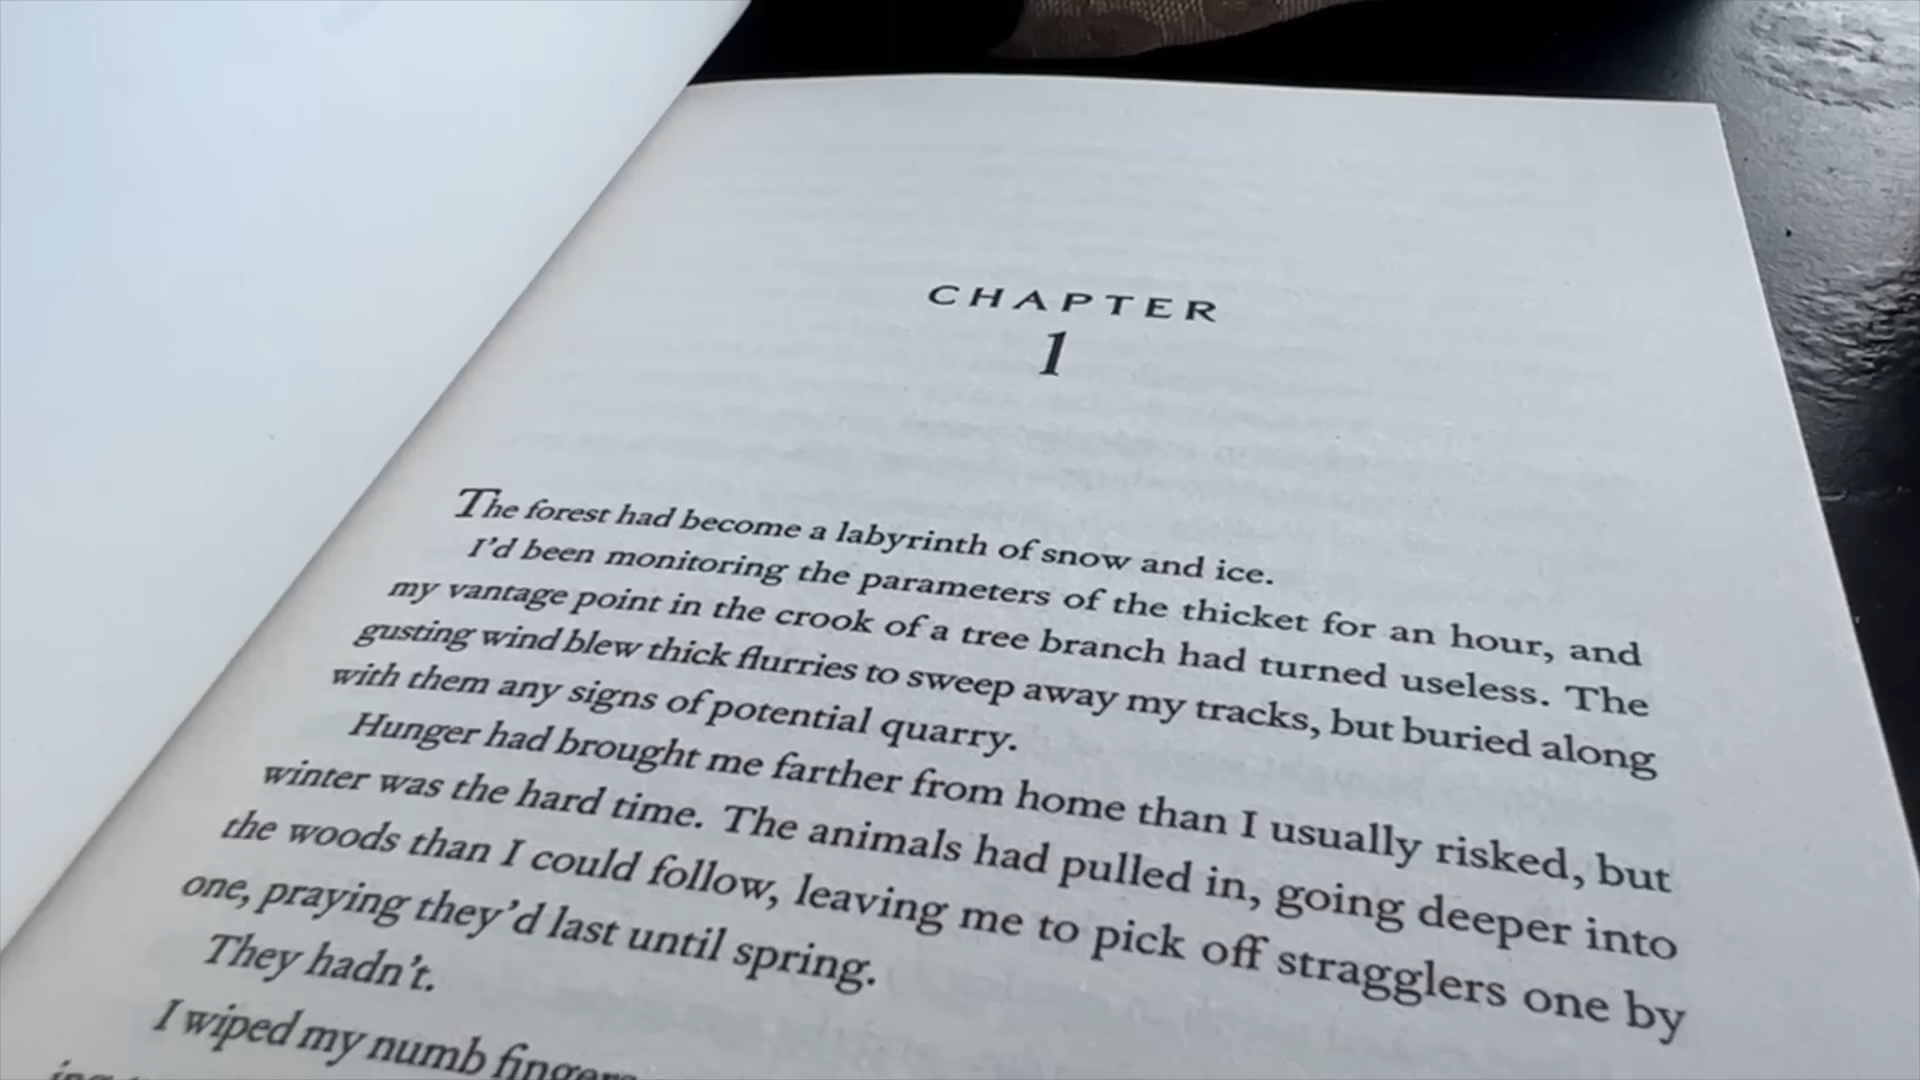 CHAPTER
1
The forest had become a labyrinth of snow and ice.
I'd been monitoring the parameters of the thicket for an hour, and
my vantage point in the crook of a tree branch had turned useless. The
gusting wind blew thick flurries to sweep away my tracks, but buried along
with them any signs of potential quarry.
Hunger had brought me farther from home than I usually risked, but
winter was the hard time. The animals had pulled in, going deeper into
the woods than I could follow, leaving me to pick off stragglers one by
one, praying they'd last until spring.
They hadn't.
I wiped my numb fingers